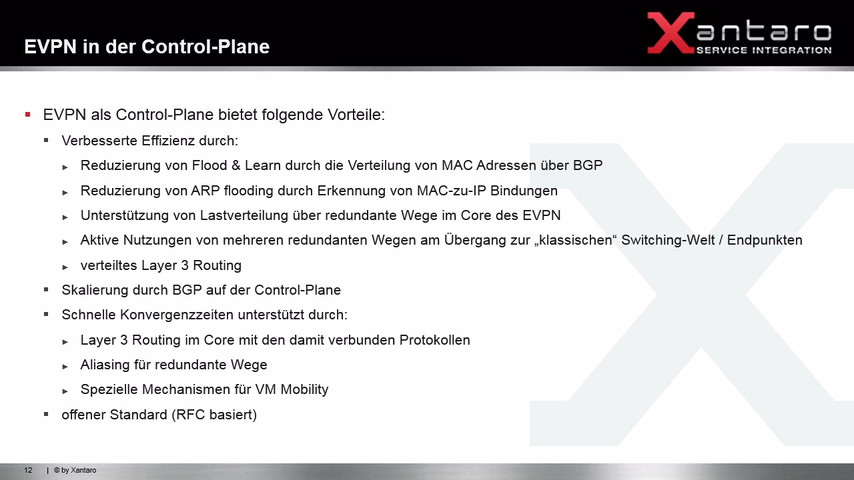 EVPN in der Control-Plane
Xantaro
SERVICE INTEGRATION
EVPN als Control-Plane bietet folgende Vorteile:
Verbesserte Effizienz durch:
Reduzierung von Flood & Learn durch die Verteilung von MAC Adressen über BGP
Reduzierung von ARP flooding durch Erkennung von MAC-zu-IP Bindungen
Unterstützung von Lastverteilung über redundante Wege im Core des EVPN
Aktive Nutzungen von mehreren redundanten Wegen am Übergang zur „klassischen“ Switching-Welt / Endpunkten
verteiltes Layer 3 Routing
Skalierung durch BGP auf der Control-Plane
Schnelle Konvergenzzeiten unterstützt durch:
Layer 3 Routing im Core mit den damit verbunden Protokollen
Aliasing für redundante Wege
Spezielle Mechanismen für VM Mobility
offener Standard (RFC basiert)
12 | © by Xantaro